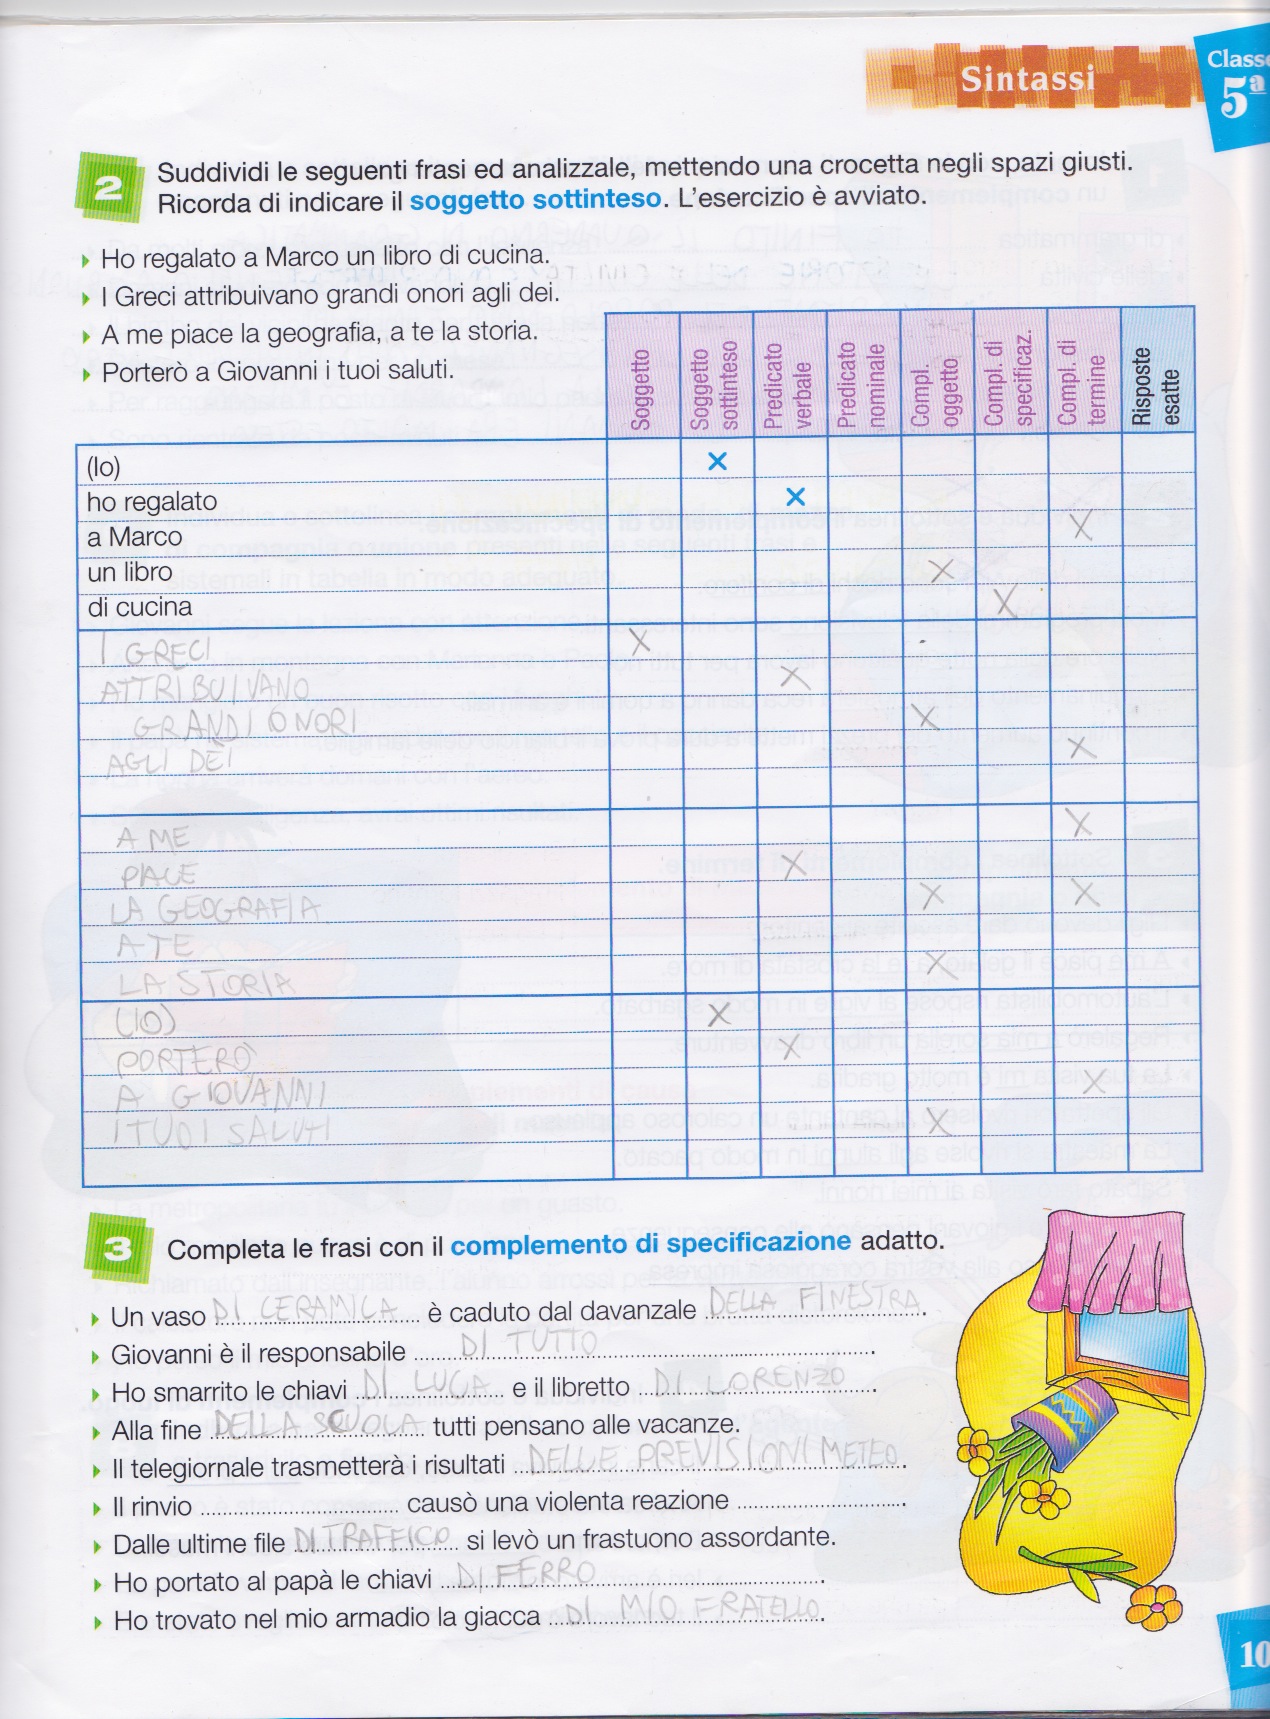 Sintassi
Classe
5ª
2
Suddividi le seguenti frasi ed analizzale, mettendo una crocetta negli spazi giusti.
Ricorda di indicare il soggetto sottinteso. L'esercizio è avviato.
Ho regalato a Marco un libro di cucina.
I Greci attribuivano grandi onori agli dei.
A me piace la geografia, a te la storia.
Porterò a Giovanni i tuoi saluti.
Soggetto
Soggetto sottinteso
Predicato verbale
Predicato nominale
Compl. oggetto
Compl. di specificaz.
Compl. di termine
Risposte esatte
(Io) ×
ho regalato ×
a Marco X
un libro X
di cucina X
I GRECI X
ATTRIBUIVANO X
GRANDI ONORI X
AGLI DEI X
A ME X
PIACE X
LA GEOGRAFIA X X
A TE
LA STORIA X
(IO) X
PORTERÒ X
A GIOVANNI X
I TUOI SALUTI X
3
Completa le frasi con il complemento di specificazione adatto.
Un vaso DI CERAMICA è caduto dal davanzale DELLA FINESTRA.
Giovanni è il responsabile DI TUTTO.
Ho smarrito le chiavi DI LUCA e il libretto DI LORENZO.
Alla fine DELLA SCUOLA tutti pensano alle vacanze.
Il telegiornale trasmetterà i risultati DELLE PREVISIONI METEO.
Il rinvio .......... causò una violenta reazione ..........
Dalle ultime file DI TRAFFICO si levò un frastuono assordante.
Ho portato al papà le chiavi DI FERRO.
Ho trovato nel mio armadio la giacca DI MIO FRATELLO.
10